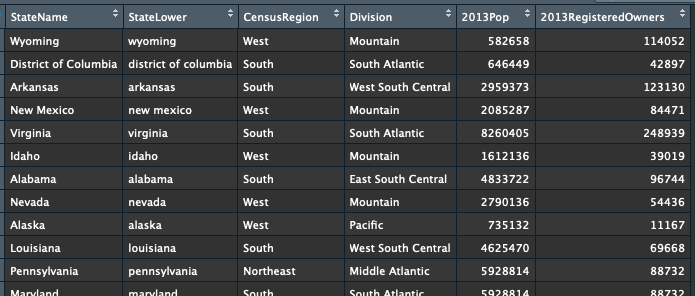 StateName StateLower CensusRegion Division 2013Pop 2013RegisteredOwners
Wyoming wyoming West Mountain 582658 114052
District of Columbia district of columbia South South Atlantic 646449 42897
Arkansas arkansas South West South Central 2959373 123130
New Mexico new mexico West Mountain 2085287 84471
Virginia virginia South South Atlantic 8260405 248939
Idaho idaho West Mountain 1612136 39019
Alabama alabama South East South Central 4833722 96744
Nevada nevada West Mountain 2790136 54436
Alaska alaska West Pacific 735132 11167
Louisiana louisiana South West South Central 4625470 69668
Pennsylvania pennsylvania Northeast Middle Atlantic 5928814 88732
Maryland maryland South South Atlantic 5928814 88732